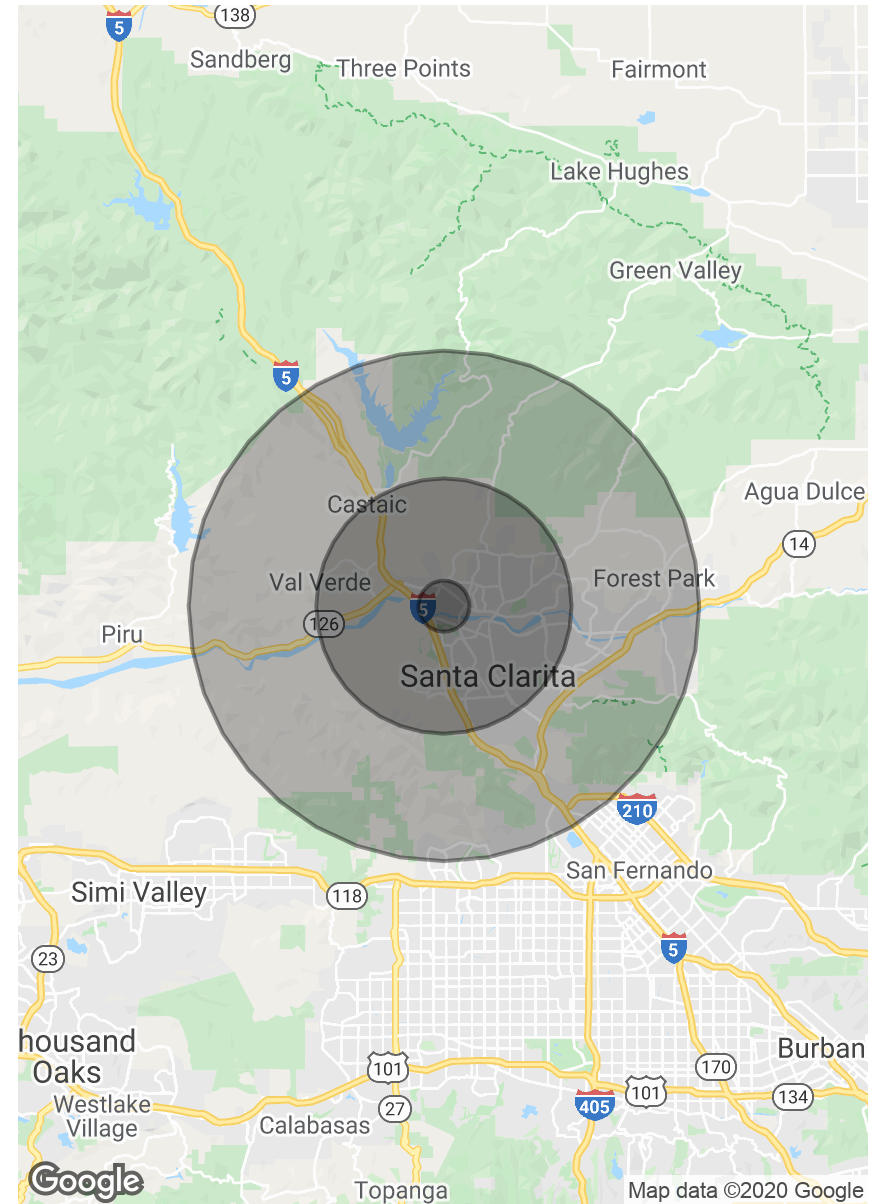 138
5
Sandberg
Three Points
Fairmont
Lake Hughes
Green Valley
5
Castaic
Agua Dulce
14
Val Verde
Forest Park
5
126
Piru
Santa Clarita
210
San Fernando
Simi Valley
118
5
23
housand
Oaks
Burban
101
170
101
134
405
27
Westlake
Village
Calabasas
Topanga
Google
Map data ©2020 Google